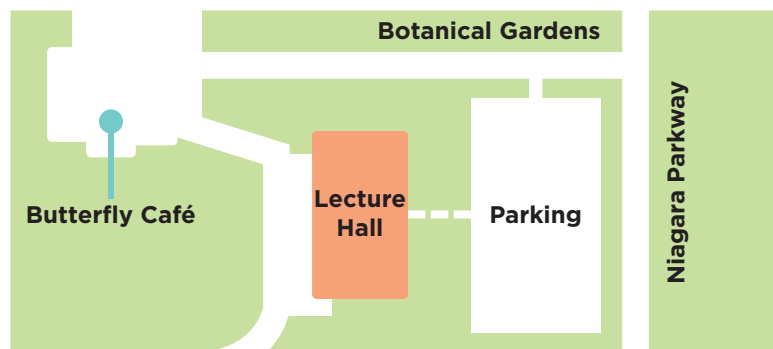 Botanical Gardens
Niagara Parkway
Butterfly Café
Lecture
Hall
Parking